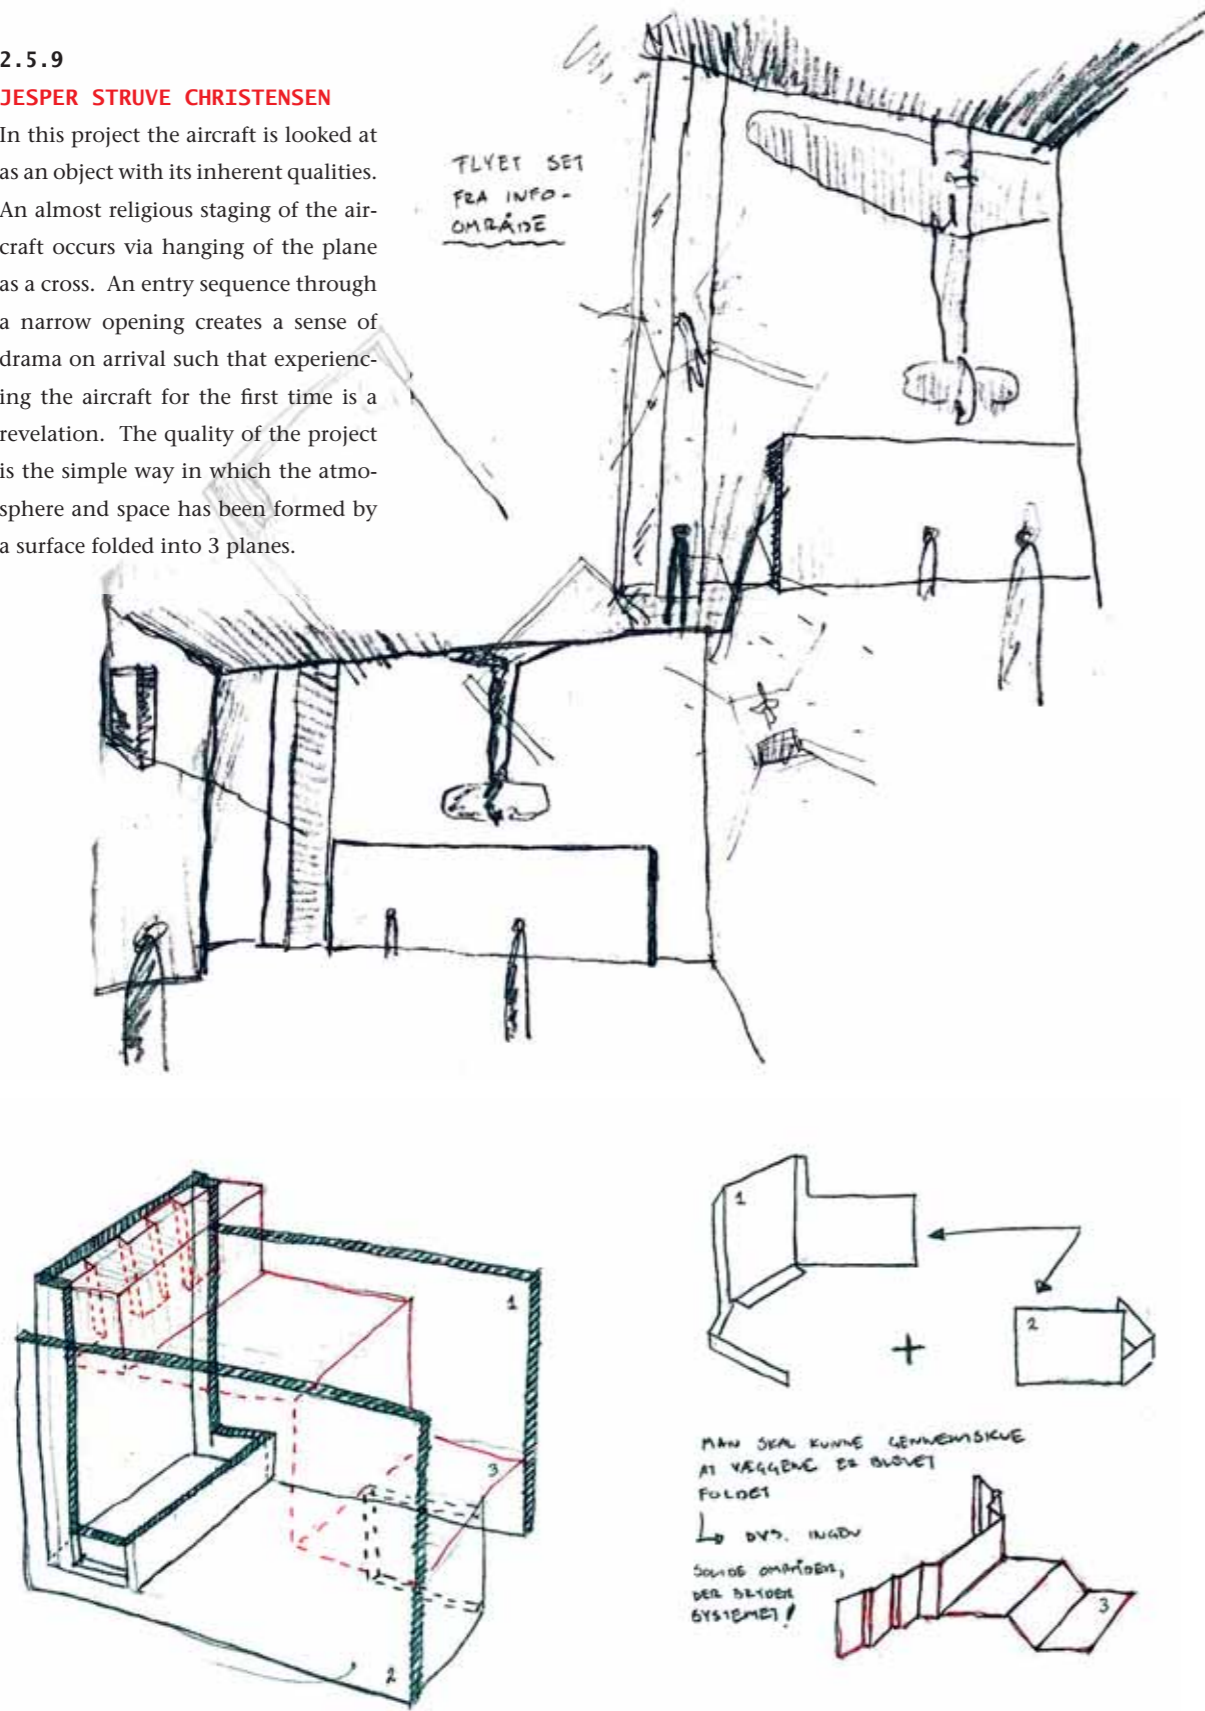 2.5.9
JESPER STRUVE CHRISTENSEN
In this project the aircraft is looked at
as an object with its inherent qualities.
An almost religious staging of the air-
craft occurs via hanging of the plane
as a cross. An entry sequence through
a narrow opening creates a sense of
drama on arrival such that experienc-
ing the aircraft for the first time is a
revelation. The quality of the project
is the simple way in which the atmo-
sphere and space has been formed by
a surface folded into 3 planes.
FLYET SET
FRA INFO-
OMRÅDE
1
3
2
1
2
+
MAN SKAL KUNNE GENNEMSKUE
AT VÆGGENE ER BLEVET
FOLDET
DVS. INGEN
SOLIDE OMRÅDER,
DER BRYDER
SYSTEMET!
3